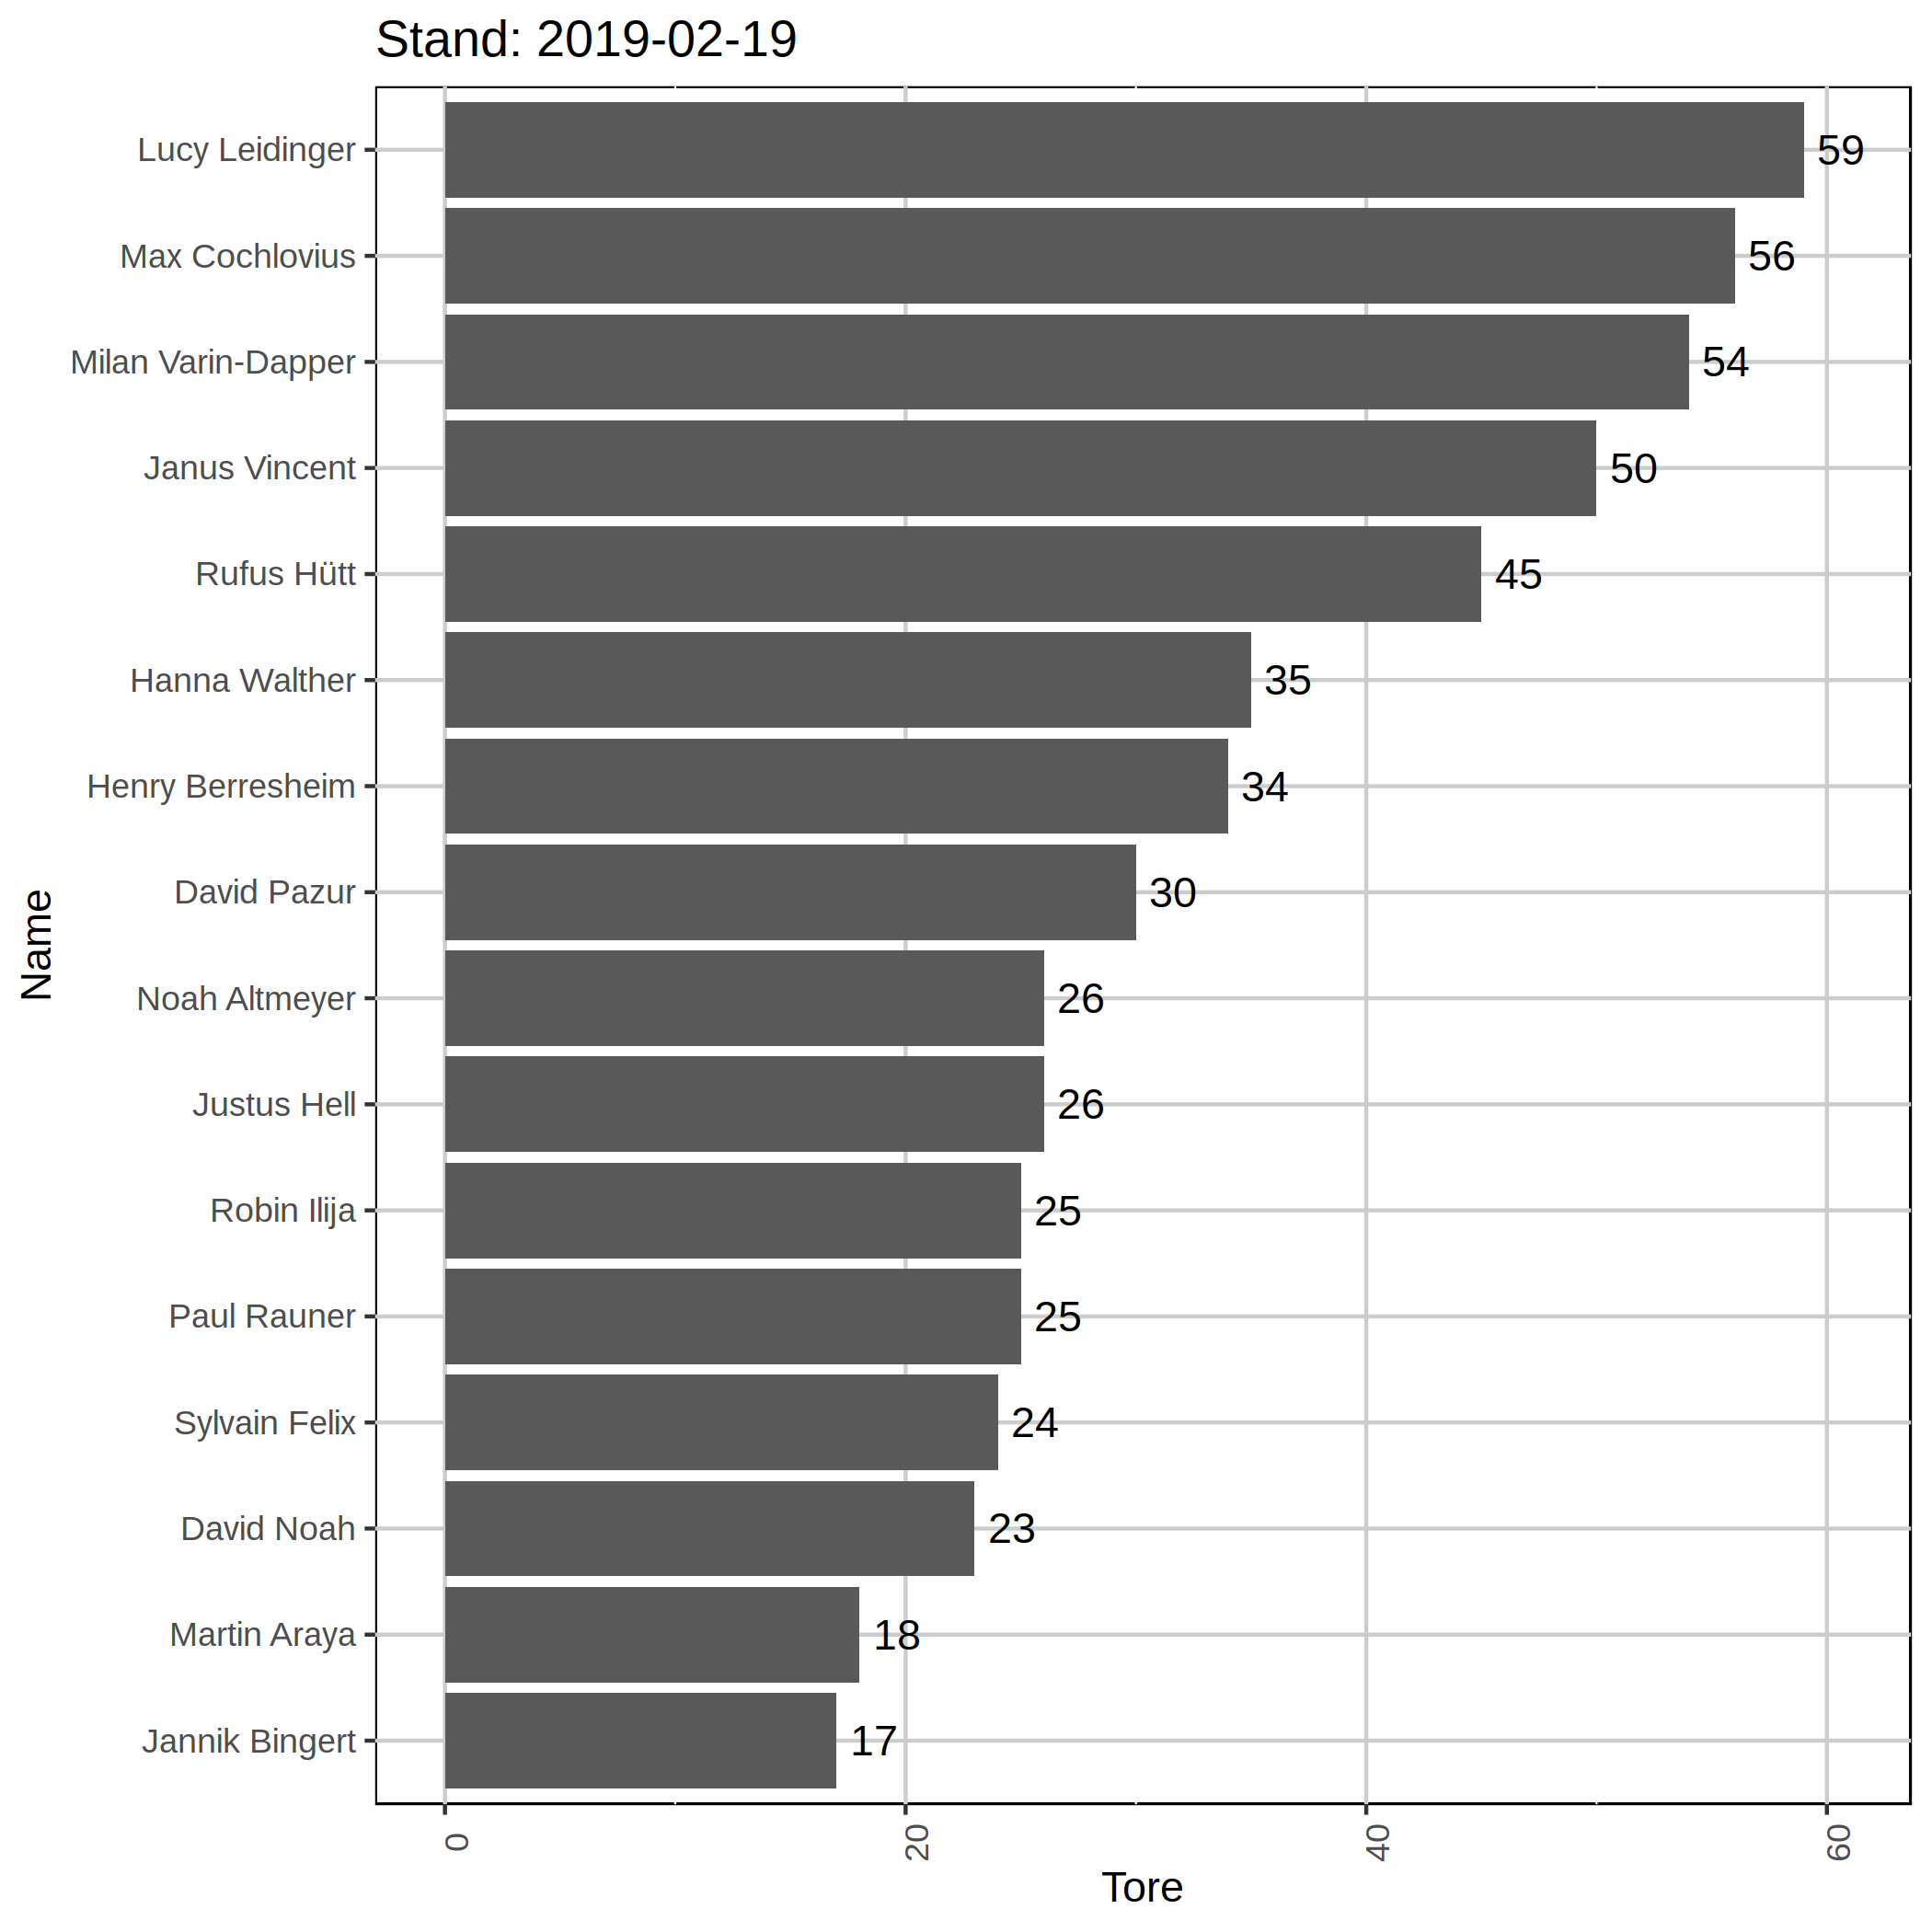 Stand: 2019-02-19
Name
Lucy Leidinger 59
Max Cochlovius 56
Milan Varin-Dapper 54
Janus Vincent 50
Rufus Hütt 45
Hanna Walther 35
Henry Berresheim 34
David Pazur 30
Noah Altmeyer 26
Justus Hell 26
Robin Ilija 25
Paul Rauner 25
Sylvain Felix 24
David Noah 23
Martin Araya 18
Jannik Bingert 17
0 20 40 60
Tore